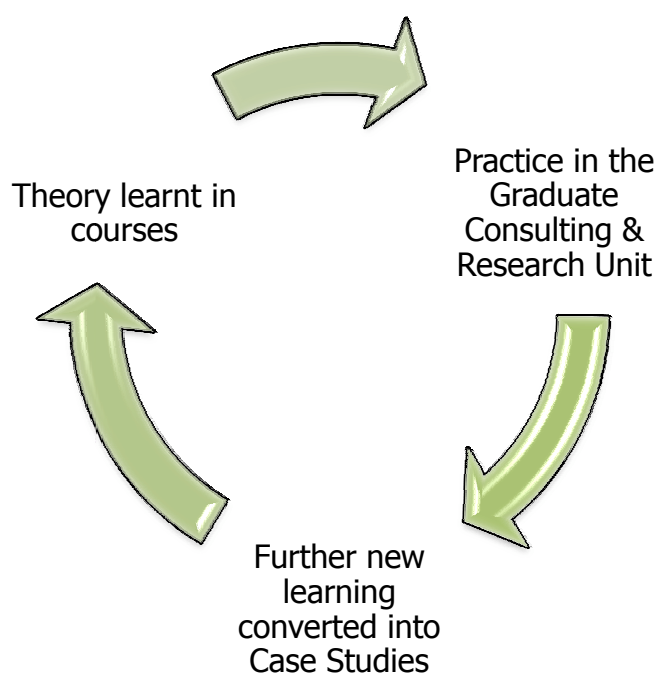 Theory learnt in
courses
Practice in the
Graduate
Consulting &
Research Unit
Further new
learning
converted into
Case Studies